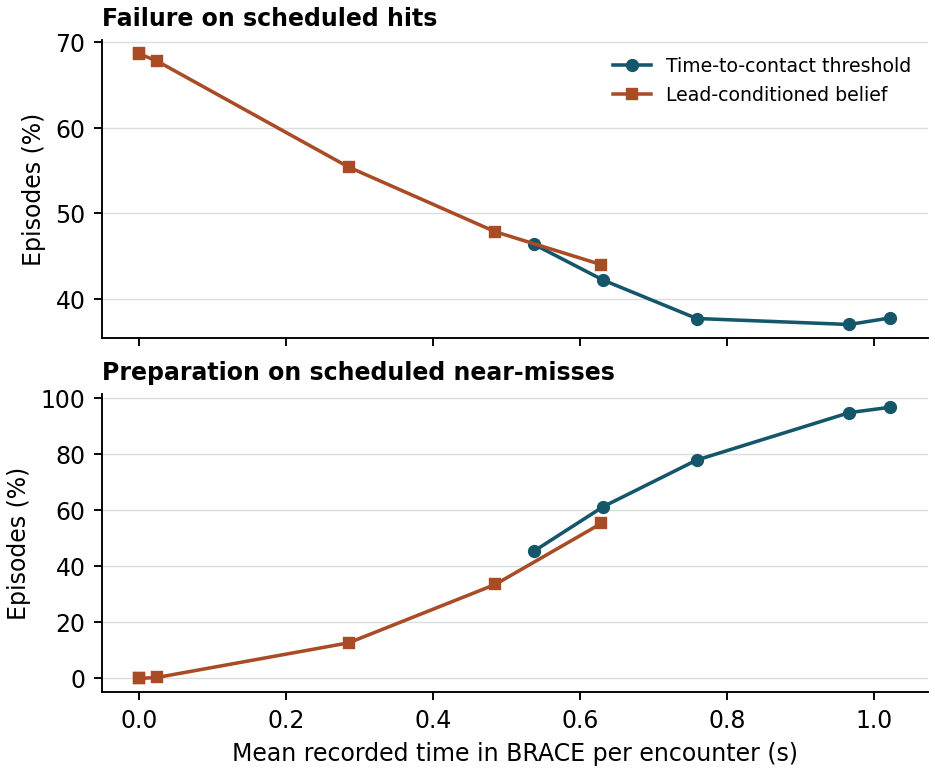 Failure on scheduled hits
Episodes (%)
70
60
50
40
Time-to-contact threshold
Lead-conditioned belief
Preparation on scheduled near-misses
Episodes (%)
100
80
60
40
20
0
0.0 0.2 0.4 0.6 0.8 1.0
Mean recorded time in BRACE per encounter (s)